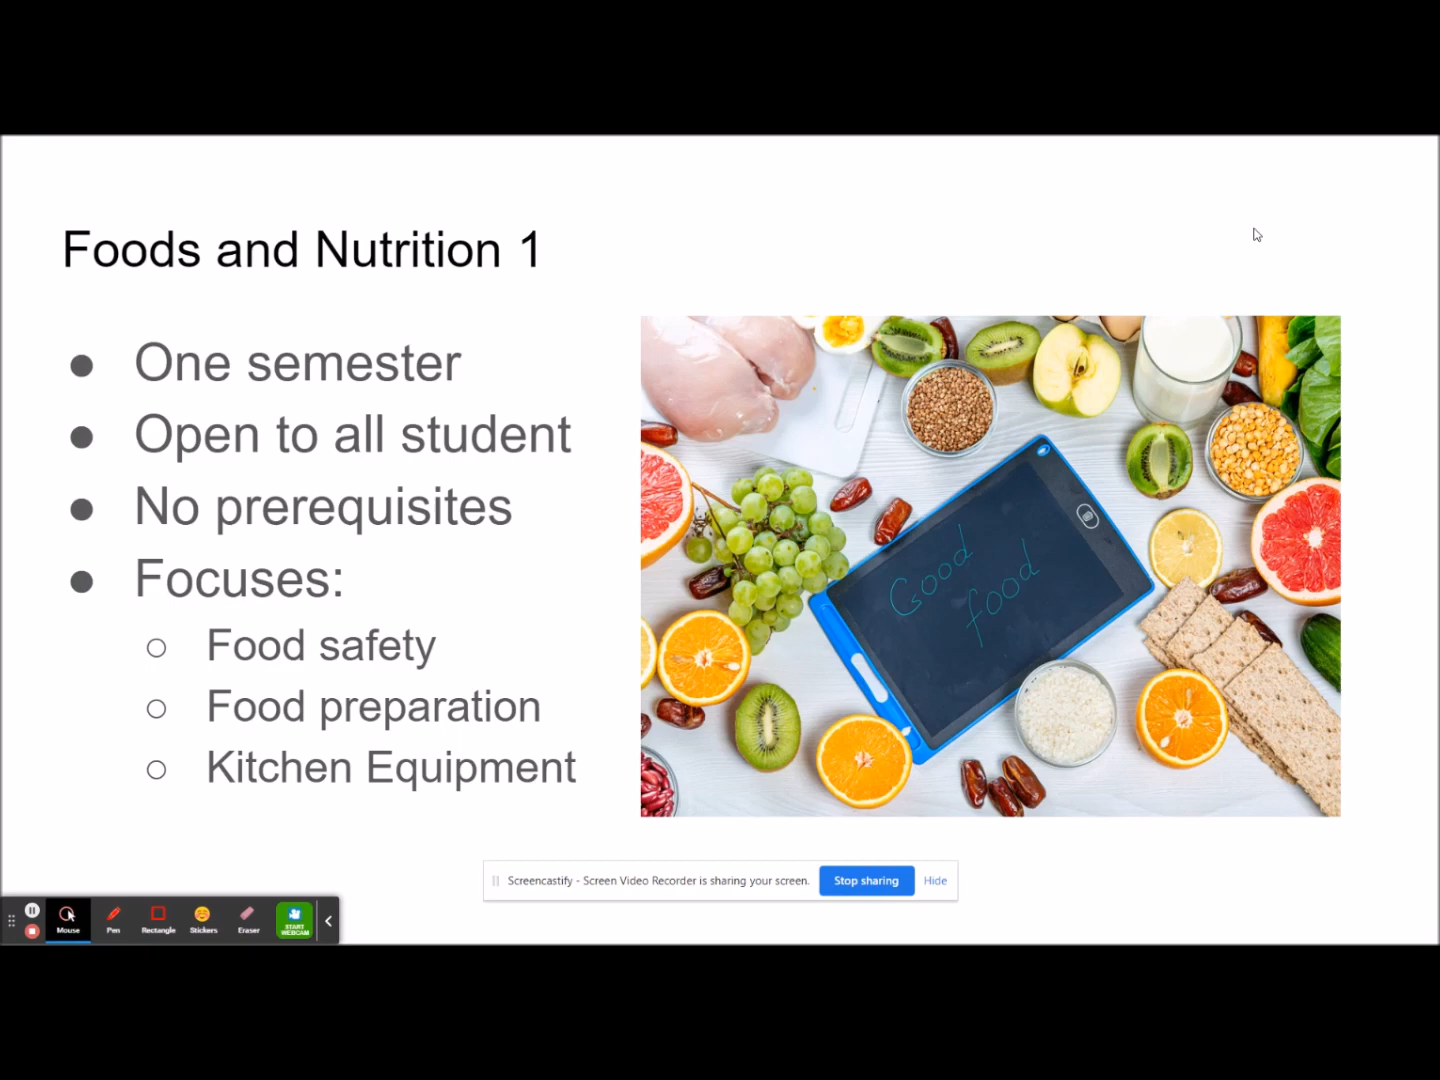 Foods and Nutrition 1
● One semester
● Open to all student
● No prerequisites
● Focuses:
○ Food safety
○ Food preparation
○ Kitchen Equipment
Good
food
Screencastify - Screen Video Recorder is sharing your screen.
Stop sharing
Hide
Mouse
Pen
Rectangle
Stickers
Eraser
START
WEBCAM